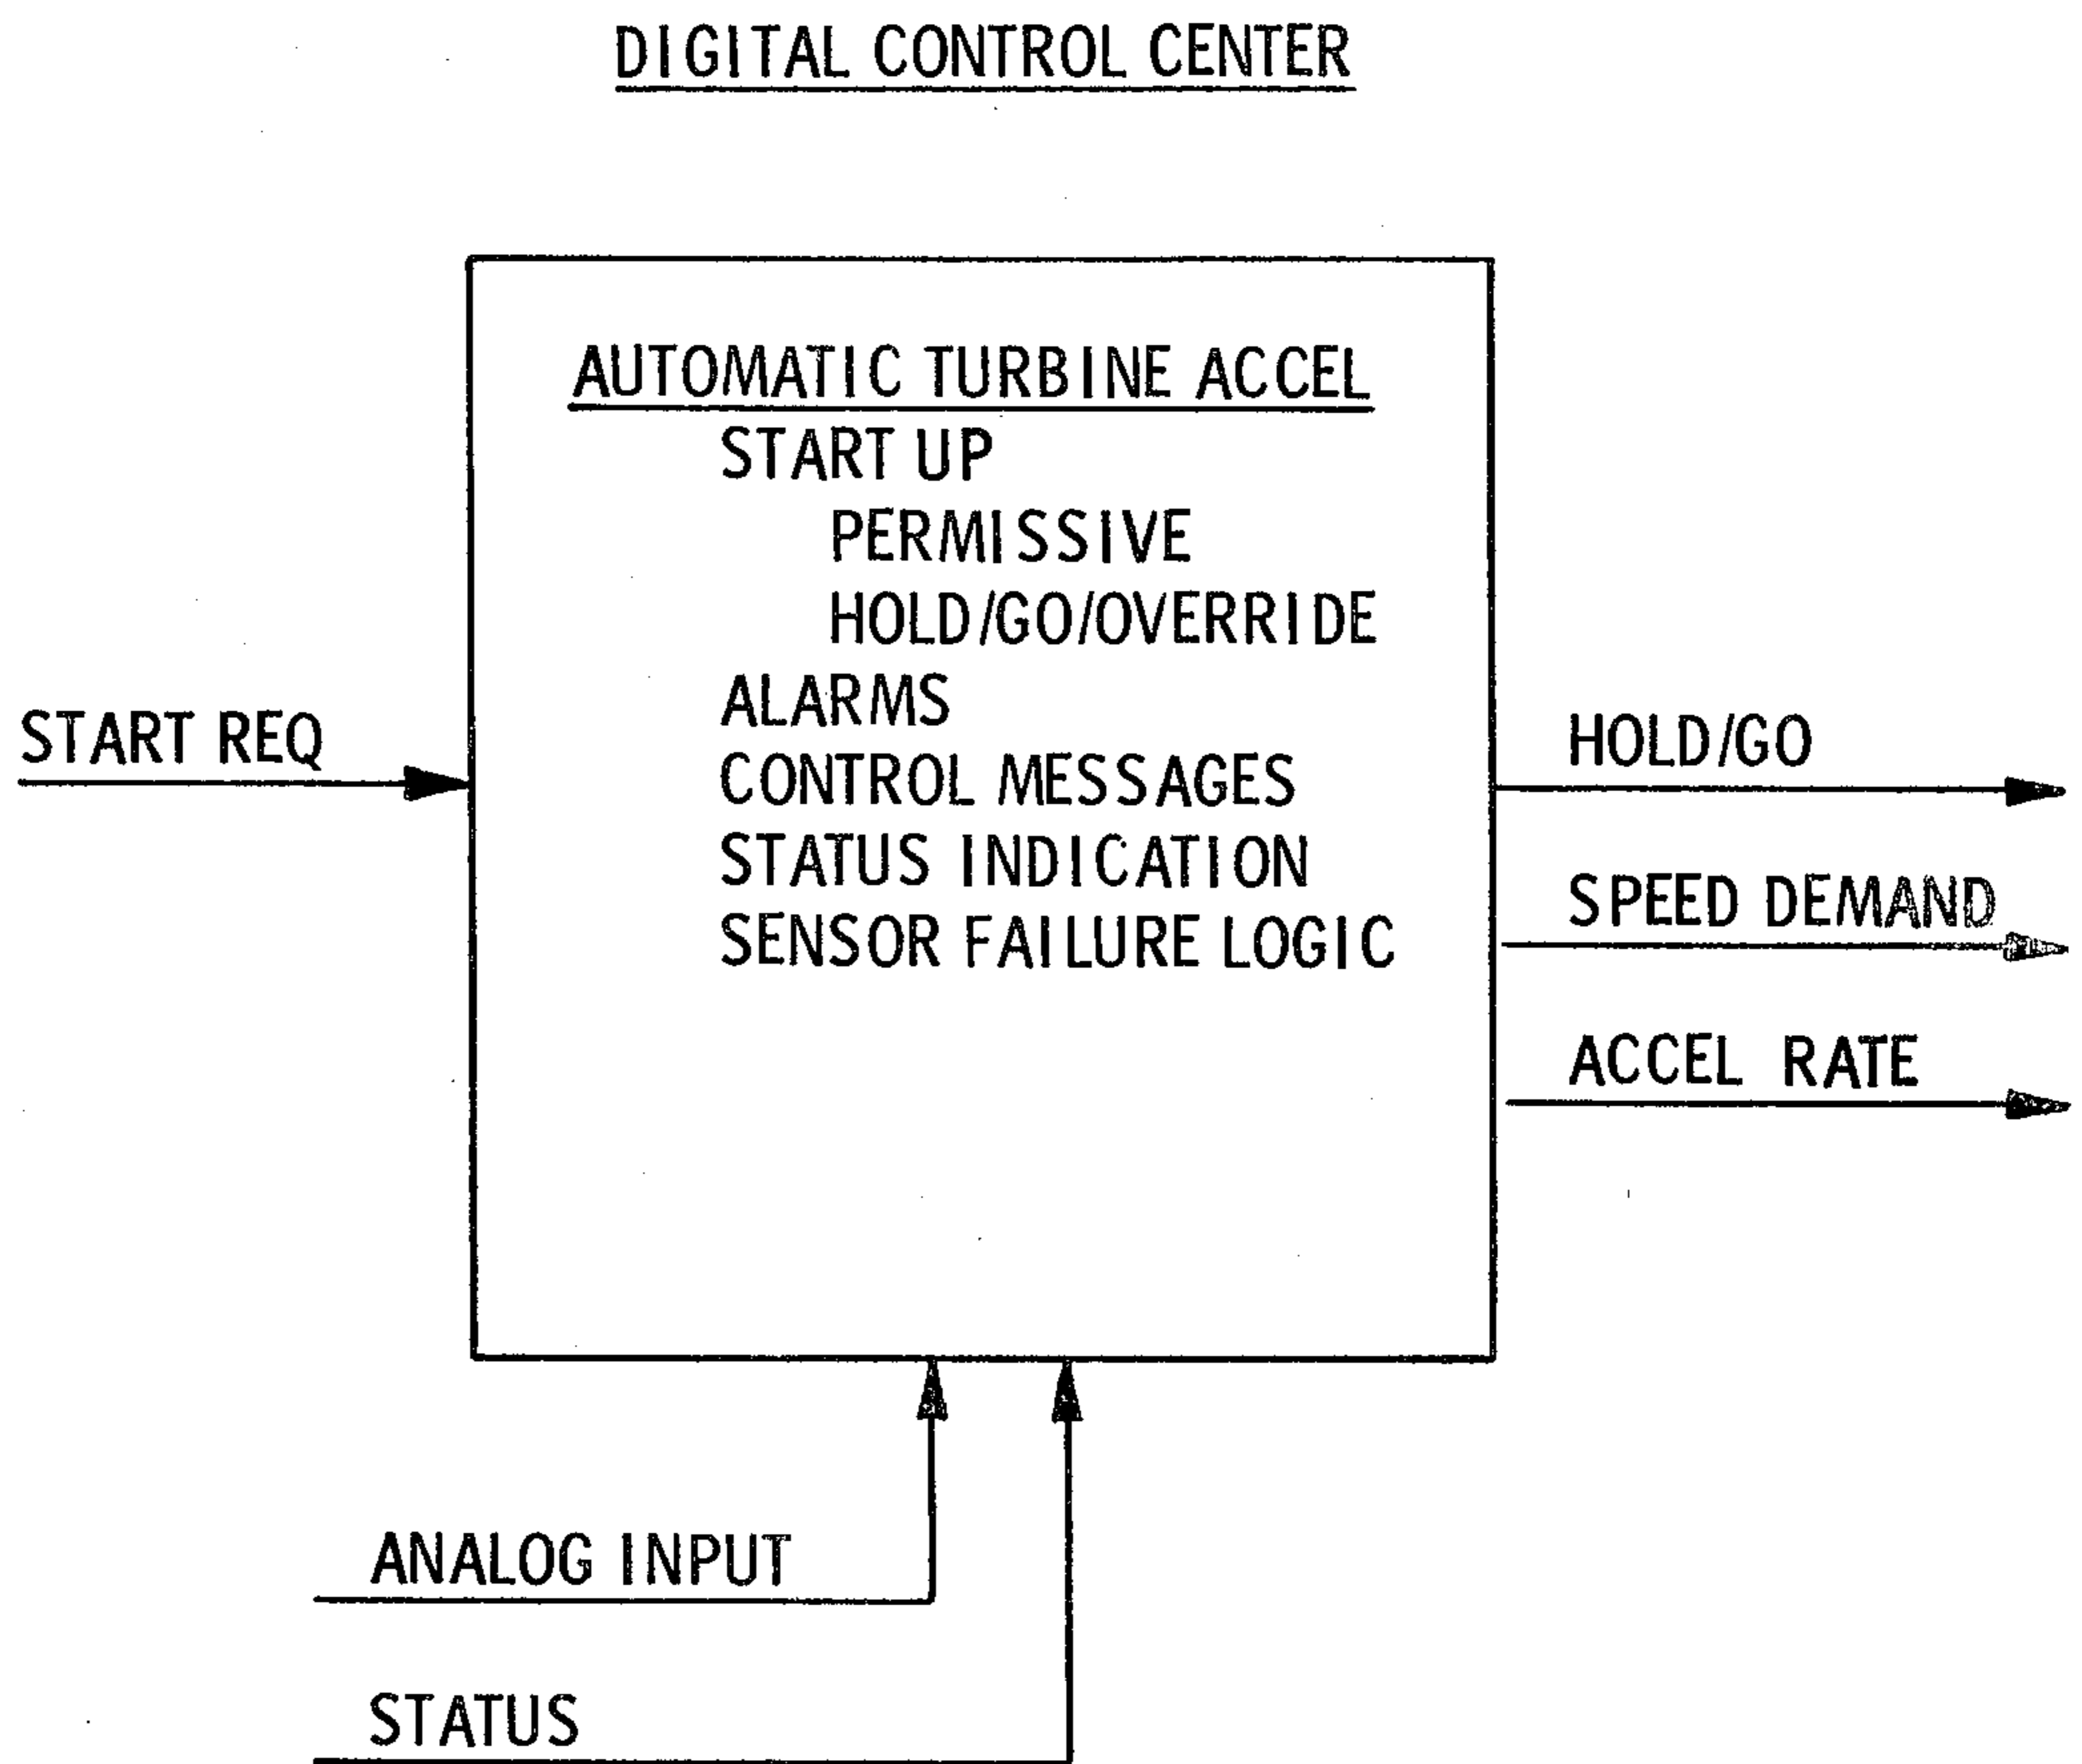 DIGITAL CONTROL CENTER
AUTOMATIC TURBINE ACCEL
START UP
PERMISSIVE
HOLD/GO/OVERRIDE
ALARMS
CONTROL MESSAGES
STATUS INDICATION
SENSOR FAILURE LOGIC
START REQ
HOLD/GO
SPEED DEMAND
ACCEL RATE
ANALOG INPUT
STATUS